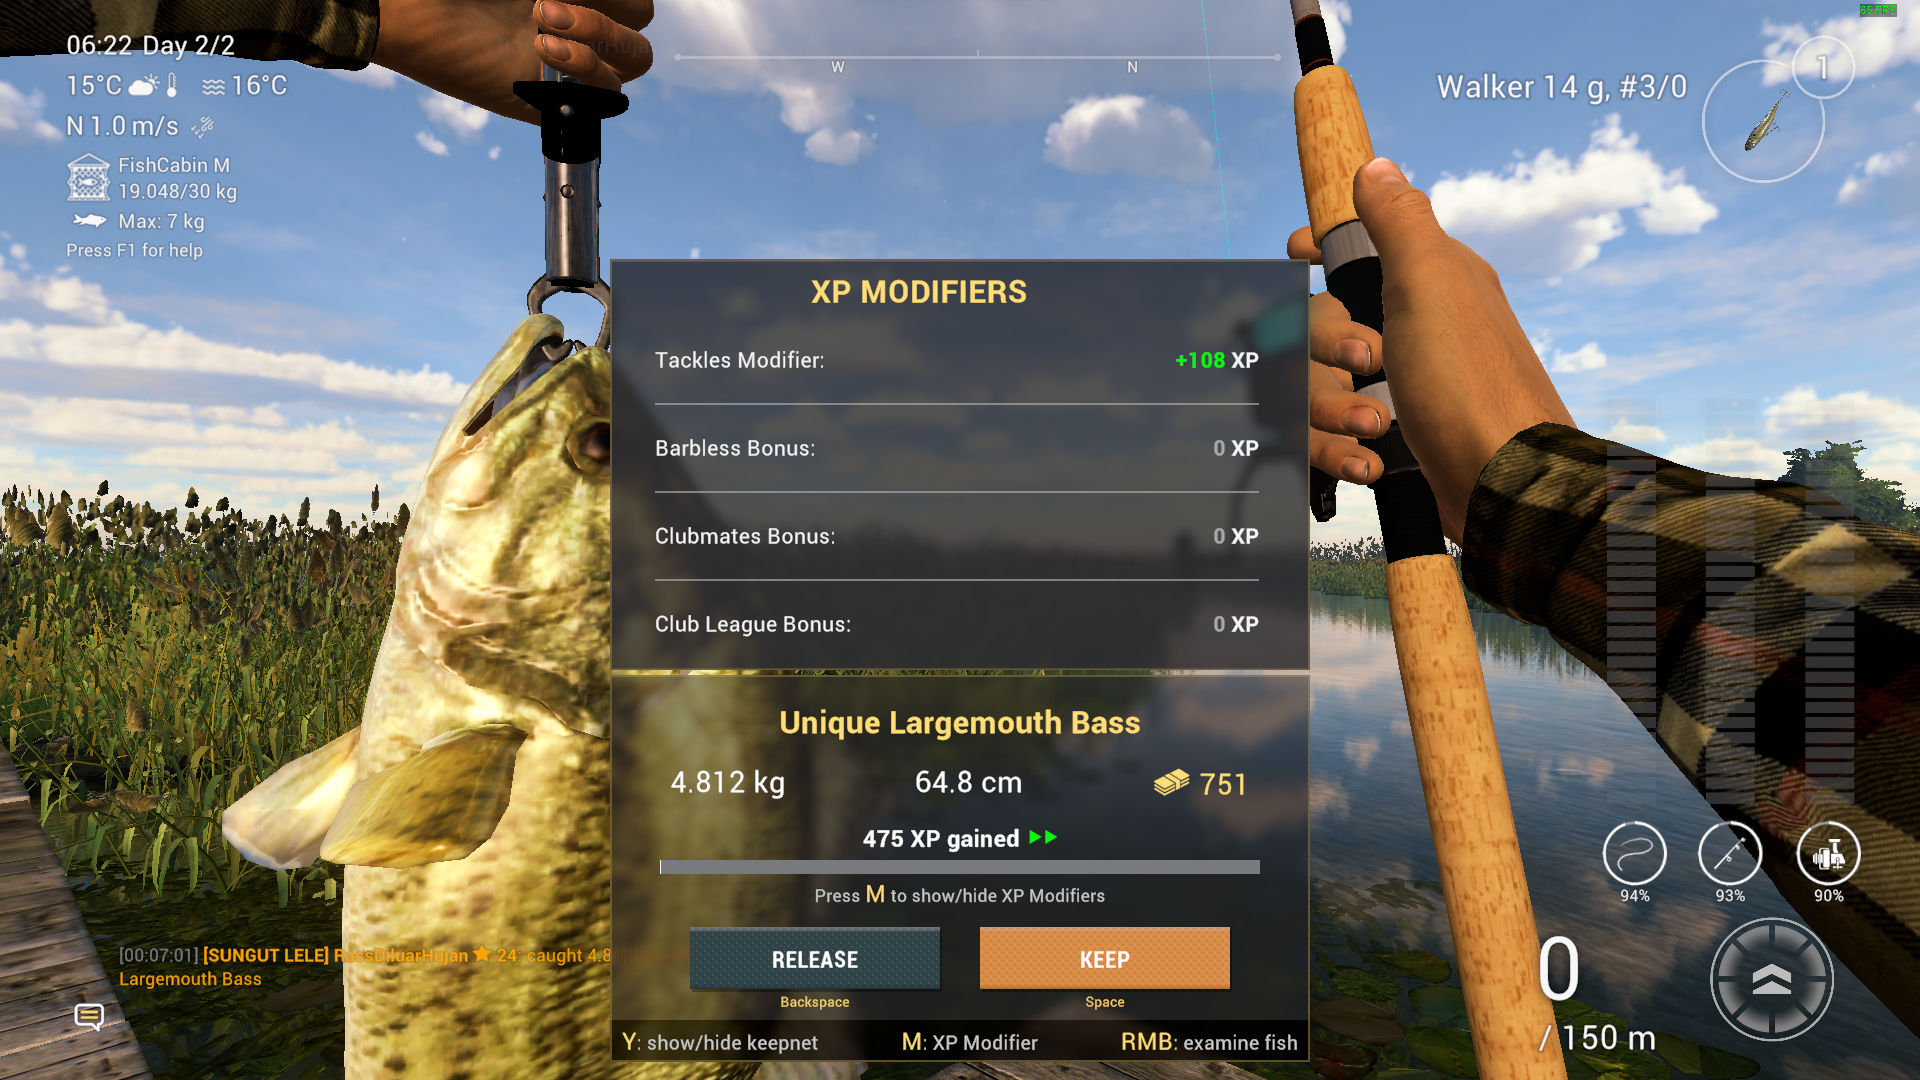 06:22 Day 2/2
15°C 16°C
N 1.0 m/s
FishCabin M
19.048/30 kg
Max: 7 kg
Press F1 for help
W N
Walker 14 g, #3/0
1
XP MODIFIERS
Tackles Modifier: +108 XP
Barbless Bonus: 0 XP
Clubmates Bonus: 0 XP
Club League Bonus: 0 XP
Unique Largemouth Bass
4.812 kg 64.8 cm 751
475 XP gained
Press M to show/hide XP Modifiers
RELEASE KEEP
Backspace Space
Y: show/hide keepnet M: XP Modifier RMB: examine fish
[00:07:01] [SUNGUT LELE] RassDiluarHujan ★ 24: caught 4.8
Largemouth Bass
94% 93% 90%
0
/ 150 m